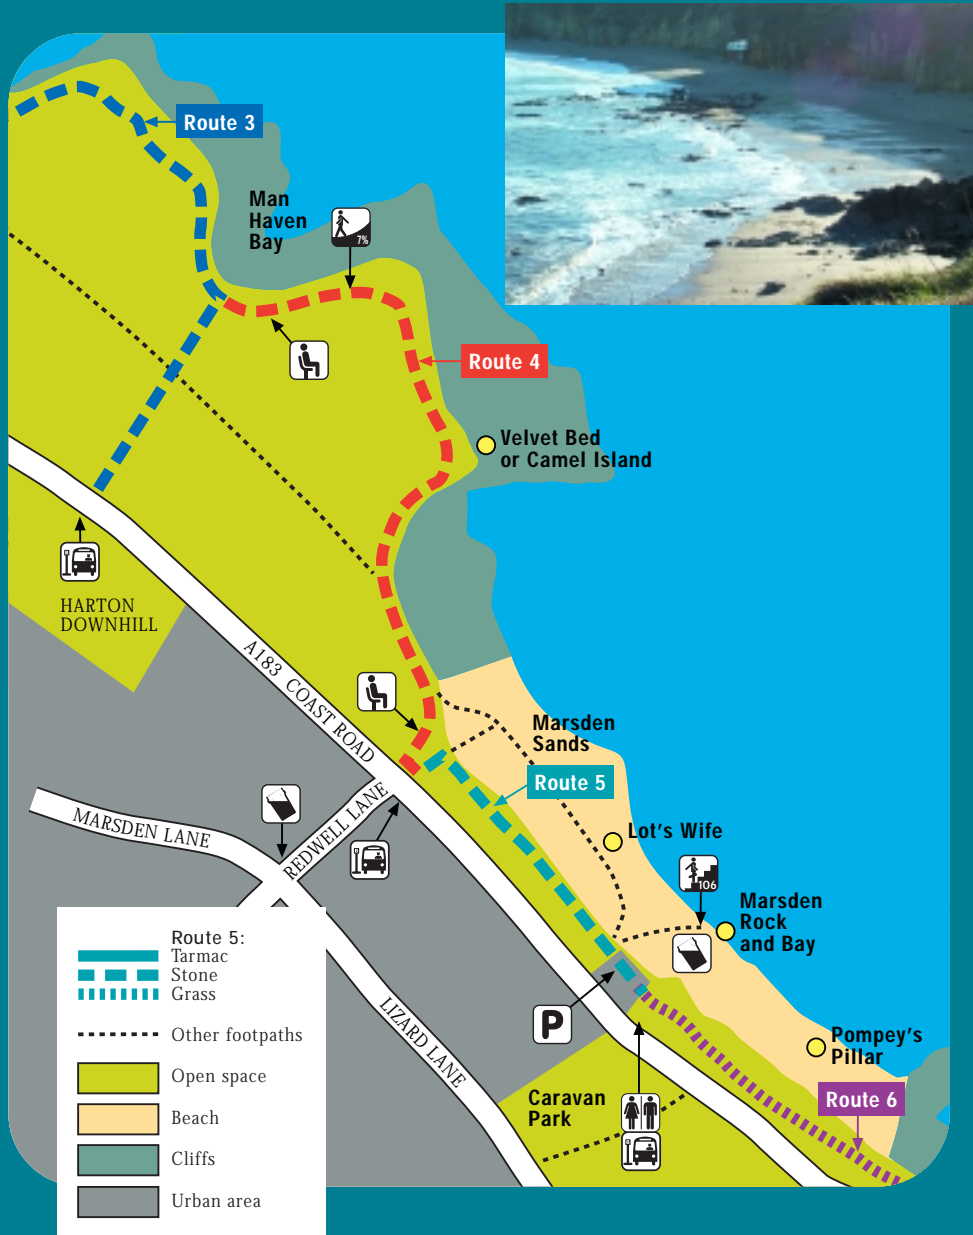 Route 3
Man
Haven
Bay
7%
Route 4
Velvet Bed
or Camel Island
HARTON
DOWNHILL
A183 COAST ROAD
Marsden
Sands
Route 5
MARSDEN LANE
REDWELL LANE
Lot's Wife
106
Marsden
Rock
and Bay
LIZARD LANE
P
Pompey's
Pillar
Caravan
Park
Route 6
Route 5:
Tarmac
Stone
Grass
Other footpaths
Open space
Beach
Cliffs
Urban area